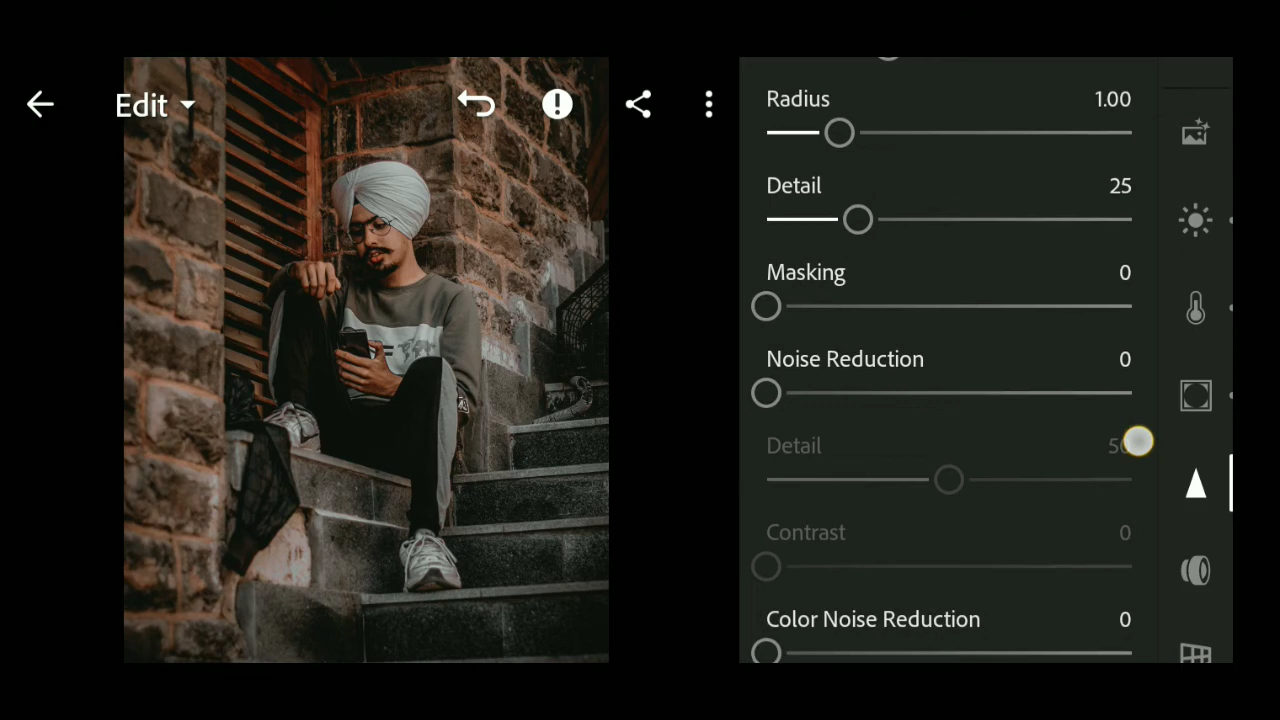 Edit
Radius 1.00
Detail 25
Masking 0
Noise Reduction 0
Detail
Contrast 0
Color Noise Reduction 0